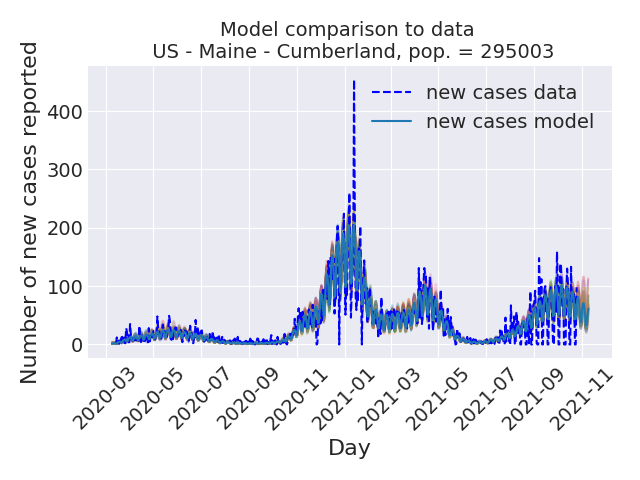 Model comparison to data
US - Maine - Cumberland, pop. = 295003
Number of new cases reported
400
300
200
100
0
new cases data
new cases model
2020-03
2020-05
2020-07
2020-09
2020-11
2021-01
2021-03
2021-05
2021-07
2021-09
2021-11
Day